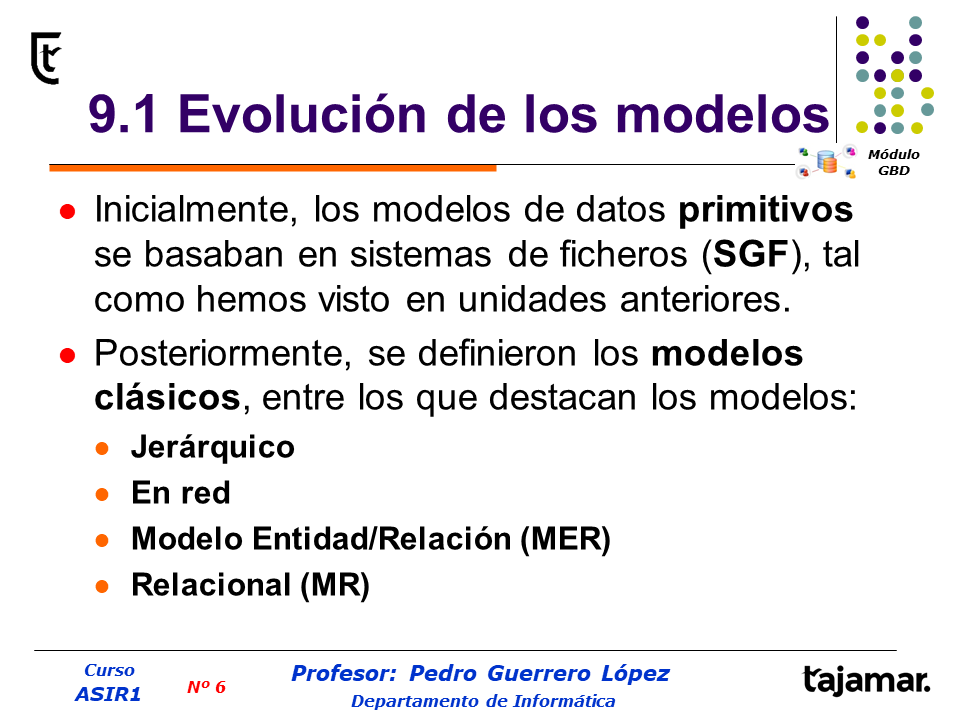 9.1 Evolución de los modelos
Módulo
GBD
● Inicialmente, los modelos de datos primitivos
se basaban en sistemas de ficheros (SGF), tal
como hemos visto en unidades anteriores.
● Posteriormente, se definieron los modelos
clásicos, entre los que destacan los modelos:
● Jerárquico
● En red
● Modelo Entidad/Relación (MER)
● Relacional (MR)
Curso
ASIR1
Nº 6
Profesor: Pedro Guerrero López
Departamento de Informática
tajamar.